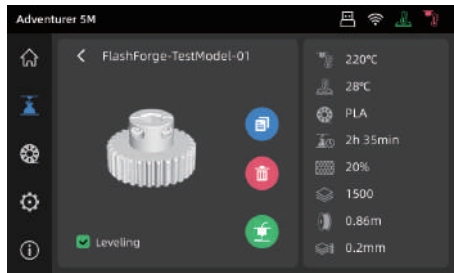 Adventurer 5M
FlashForge-TestModel-01
Leveling
220°C
28°C
PLA
2h 35min
20%
1500
0.86m
0.2mm